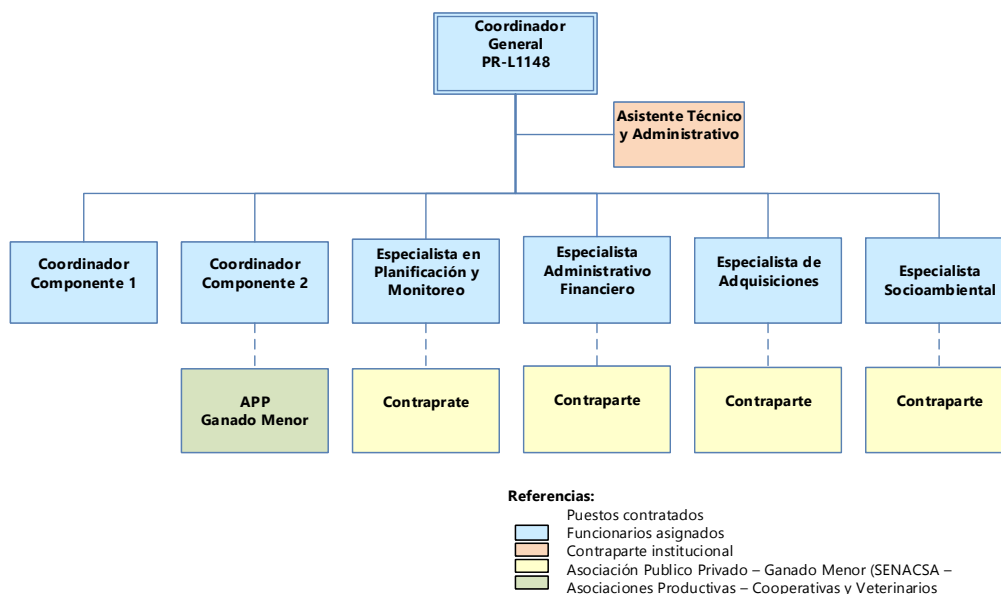 Coordinador
General
PR-L1148
Asistente Técnico
y Administrativo
Coordinador
Componente 1
Coordinador
Componente 2
Especialista en
Planificación y
Monitoreo
Especialista
Administrativo
Financiero
Especialista de
Adquisiciones
Especialista
Socioambiental
APP
Ganado Menor
Contraprate
Contraparte
Contraparte
Contraparte
Referencias:
Puestos contratados
Funcionarios asignados
Contraparte institucional
Asociación Publico Privado – Ganado Menor (SENACSA –
Asociaciones Productivas – Cooperativas y Veterinarios